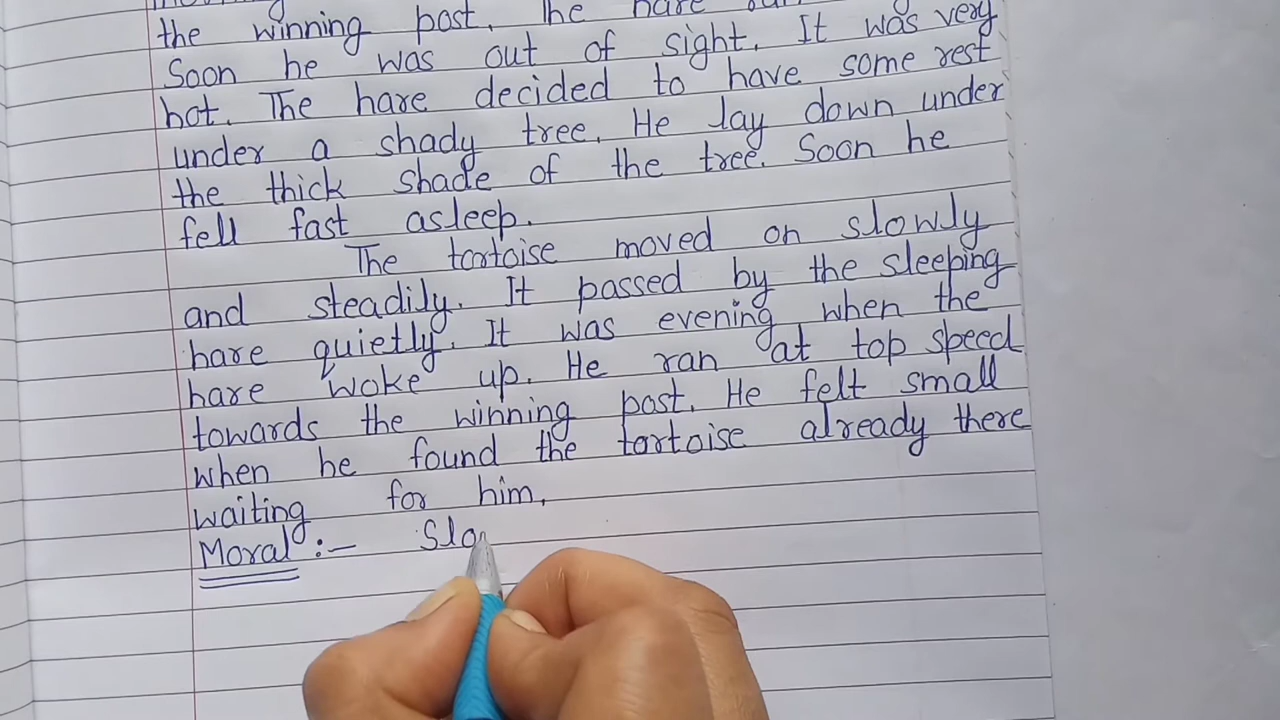 the winning post. The hare
Soon he was out of sight. It was very
hot. The hare decided to have some rest
under a shady tree. He lay down under
the thick shade of the tree. Soon he
fell fast asleep.
The tortoise moved on slowly
and steadily. It passed by the sleeping
hare quietly. It was evening when the
hare woke up. He ran at top speed
towards the winning post. He felt small
when he found the tortoise already there
waiting for him.
Moral :- Slo